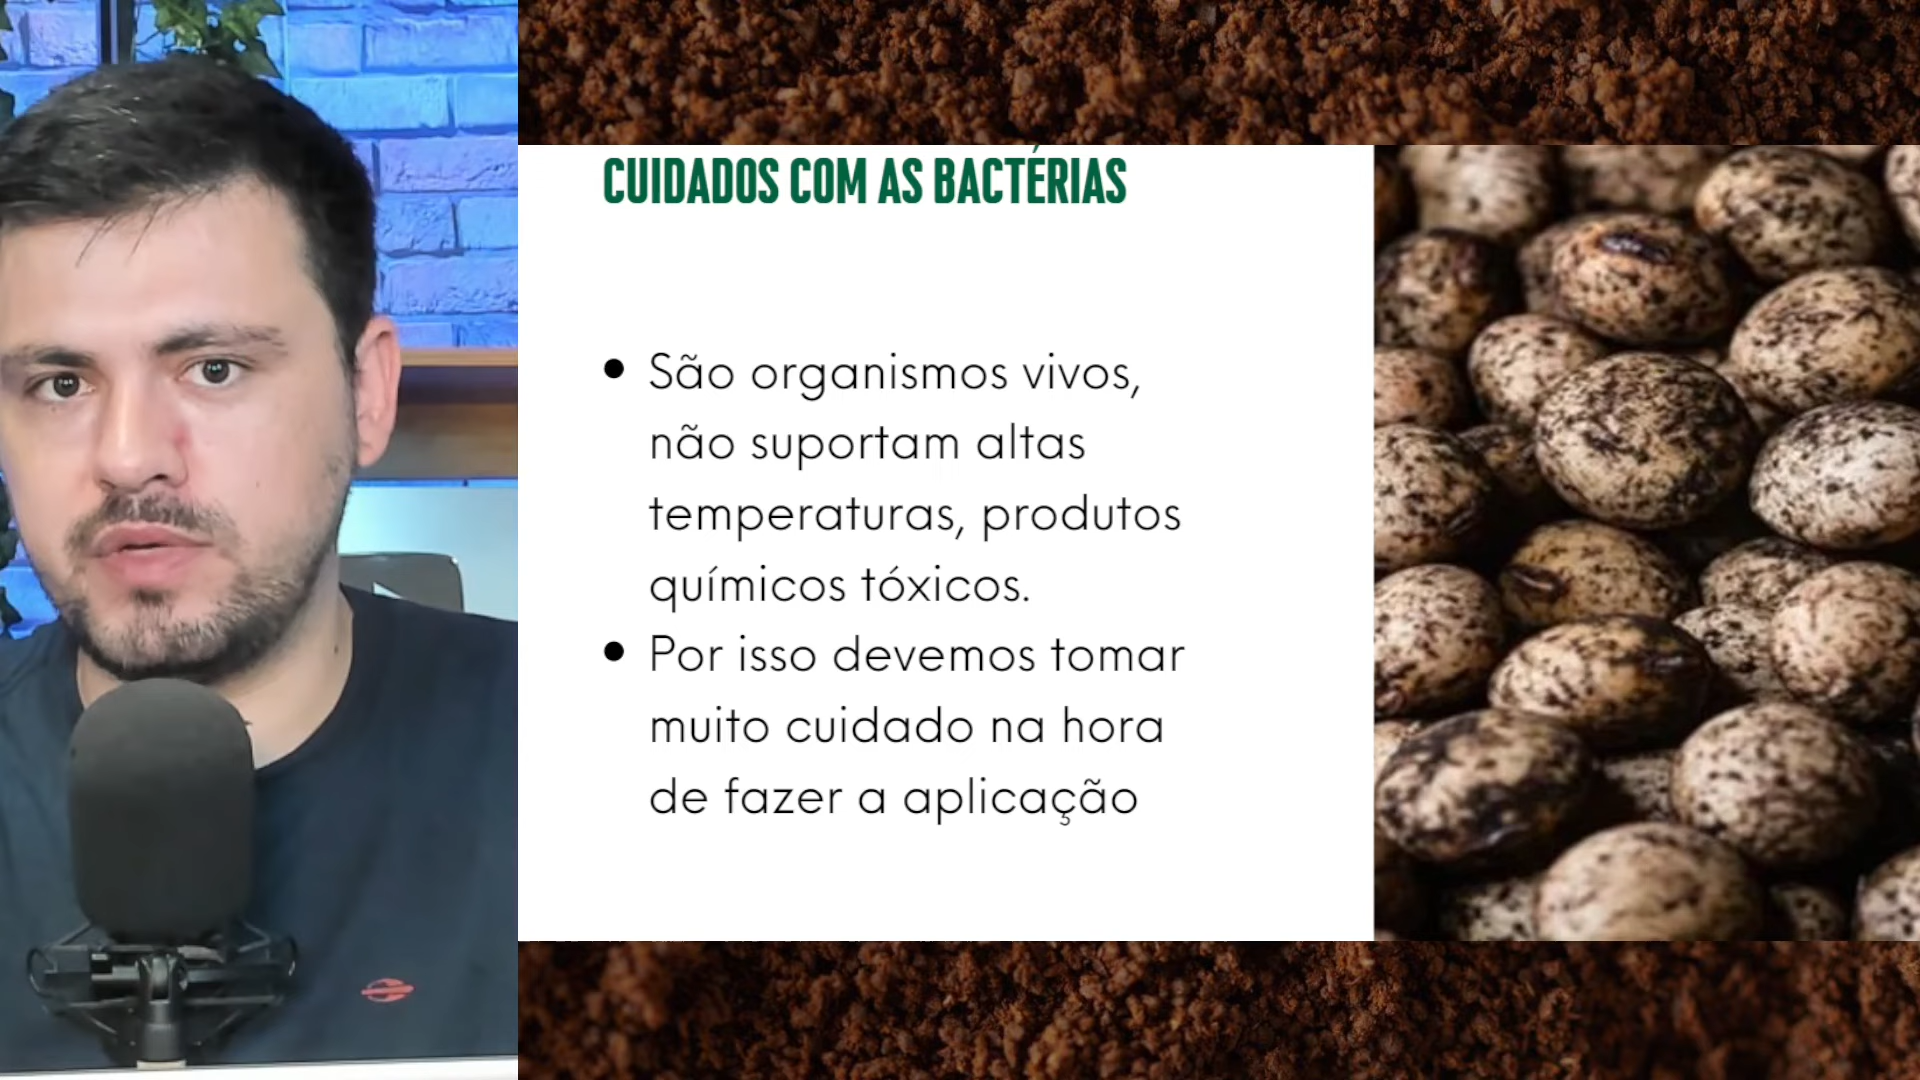 CUIDADOS COM AS BACTÉRIAS
São organismos vivos,
não suportam altas
temperaturas, produtos
químicos tóxicos.
Por isso devemos tomar
muito cuidado na hora
de fazer a aplicação